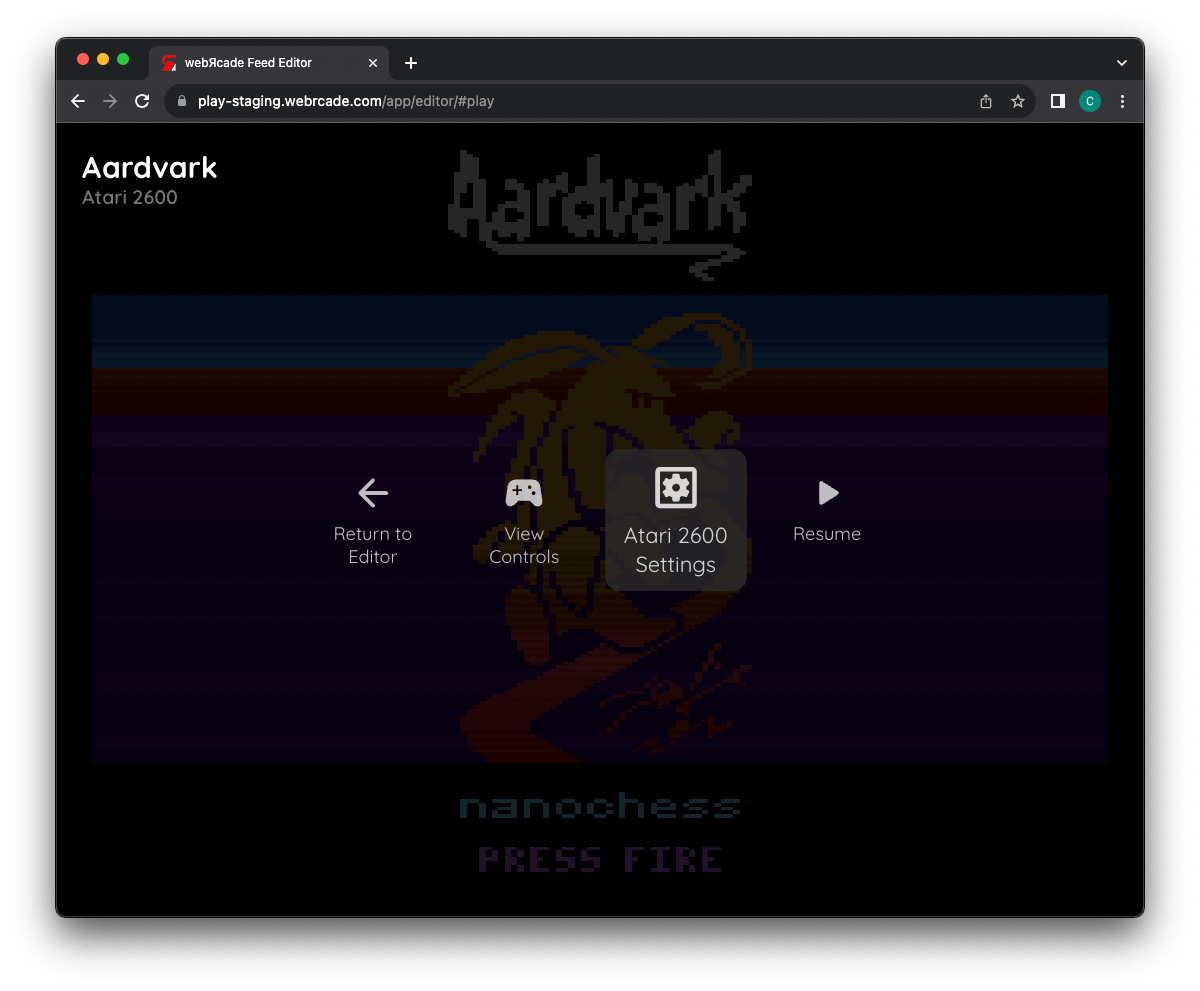 webЯcade Feed Editor
play-staging.webrcade.com/app/editor/#play
C
Aardvark
Atari 2600
Aardvark
Return to
Editor
View
Controls
Atari 2600
Settings
Resume
nanochess
PRESS FIRE